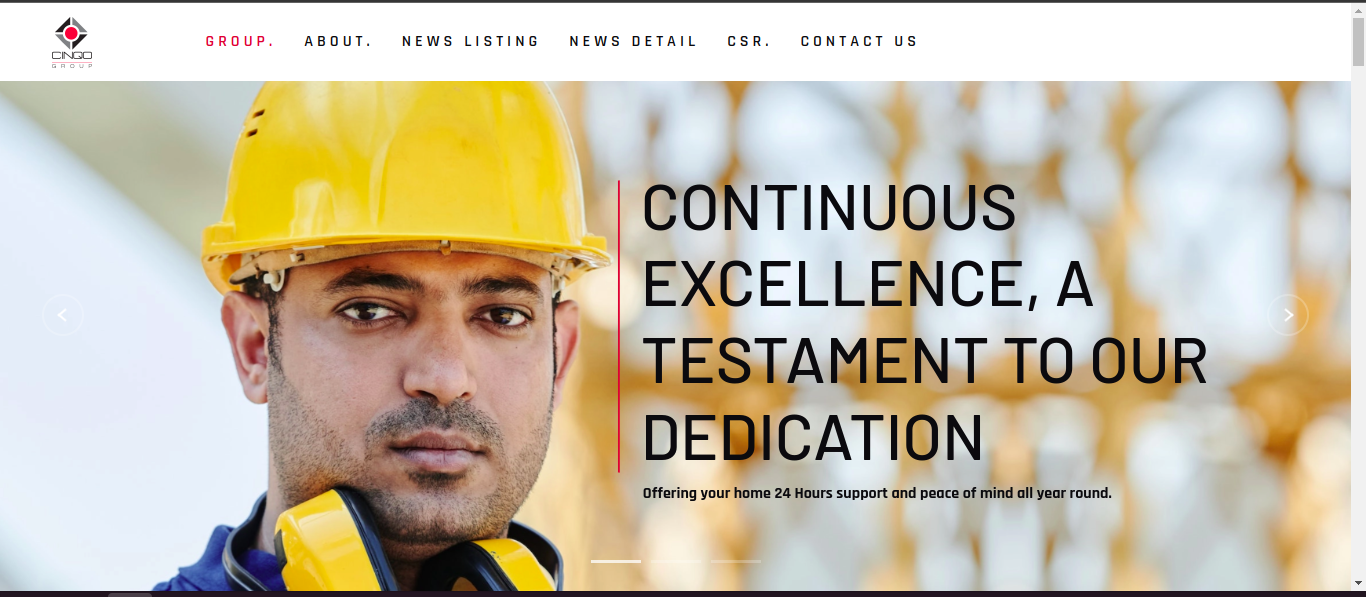 CINQO
GROUP
GROUP. ABOUT. NEWS LISTING NEWS DETAIL CSR. CONTACT US
CONTINUOUS
EXCELLENCE, A
TESTAMENT TO OUR
DEDICATION
Offering your home 24 Hours support and peace of mind all year round.